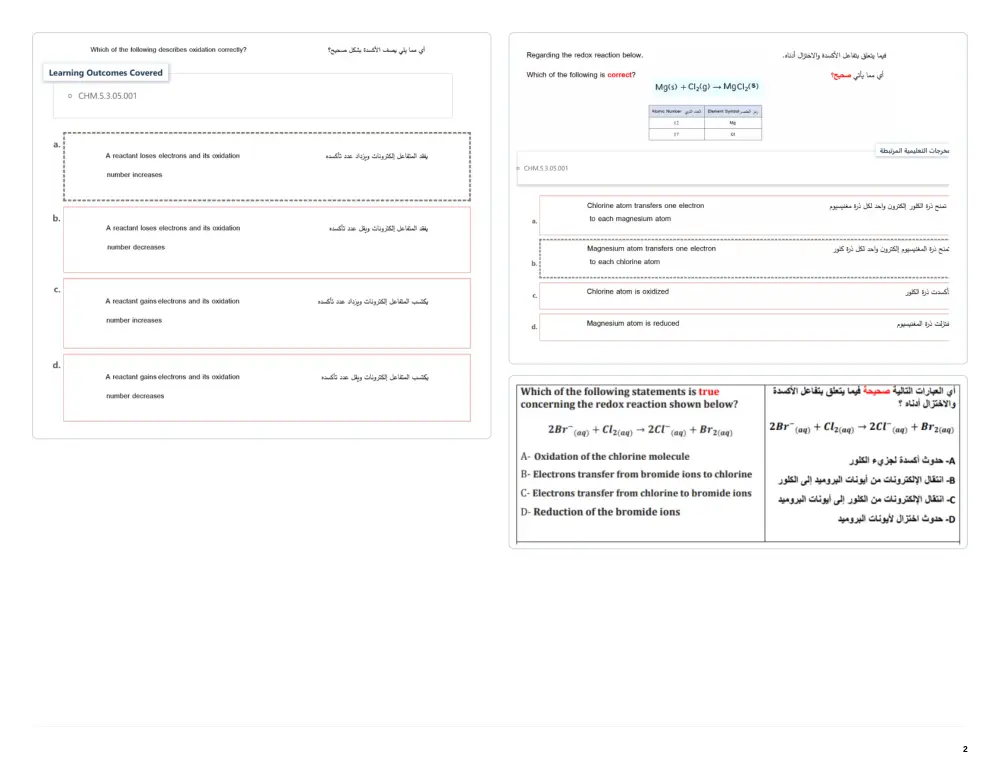 Which of the following describes oxidation correctly?
أي مما يلي يصف الأكسدة بشكل صحيح؟
Learning Outcomes Covered
CHM.5.3.05.001
a.
A reactant loses electrons and its oxidation
number increases
يفقد المتفاعل إلكترونات ويزداد عدد تأكسده
b.
A reactant loses electrons and its oxidation
number decreases
يفقد المتفاعل إلكترونات ويقل عدد تأكسده
c.
A reactant gains electrons and its oxidation
number increases
يكتسب المتفاعل إلكترونات ويزداد عدد تأكسده
d.
A reactant gains electrons and its oxidation
number decreases
يكتسب المتفاعل إلكترونات ويقل عدد تأكسده
Regarding the redox reaction below.
فيما يتعلق بتفاعل الأكسدة والاختزال أدناه.
Which of the following is correct?
أي مما يأتي صحيح؟
Mg(s) + Cl₂(g) → MgCl₂(s)
Atomic Number العدد الذري Element Symbol رمز العنصر
12 Mg
17 Cl
مخرجات التعليمية المرتبطة
CHM.5.3.05.001
a.
Chlorine atom transfers one electron
to each magnesium atom
تمنح ذرة الكلور إلكترون واحد لكل ذرة مغنيسيوم
b.
Magnesium atom transfers one electron
to each chlorine atom
تمنح ذرة المغنيسيوم إلكترون واحد لكل ذرة كلور
c.
Chlorine atom is oxidized
أكسدت ذرة الكلور
d.
Magnesium atom is reduced
ختزلت ذرة المغنيسيوم
Which of the following statements is true
concerning the redox reaction shown below?
2Br⁻(aq) + Cl₂(aq) → 2Cl⁻(aq) + Br₂(aq)
A- Oxidation of the chlorine molecule
B- Electrons transfer from bromide ions to chlorine
C- Electrons transfer from chlorine to bromide ions
D- Reduction of the bromide ions
أي العبارات التالية صحيحة فيما يتعلق بتفاعل الأكسدة
والاختزال أدناه ؟
2Br⁻(aq) + Cl₂(aq) → 2Cl⁻(aq) + Br₂(aq)
A- حدوث أكسدة لجزيء الكلور
B- انتقال الإلكترونات من أيونات البروميد إلى الكلور
C- انتقال الإلكترونات من الكلور إلى أيونات البروميد
D- حدوث اختزال لأيونات البروميد
2